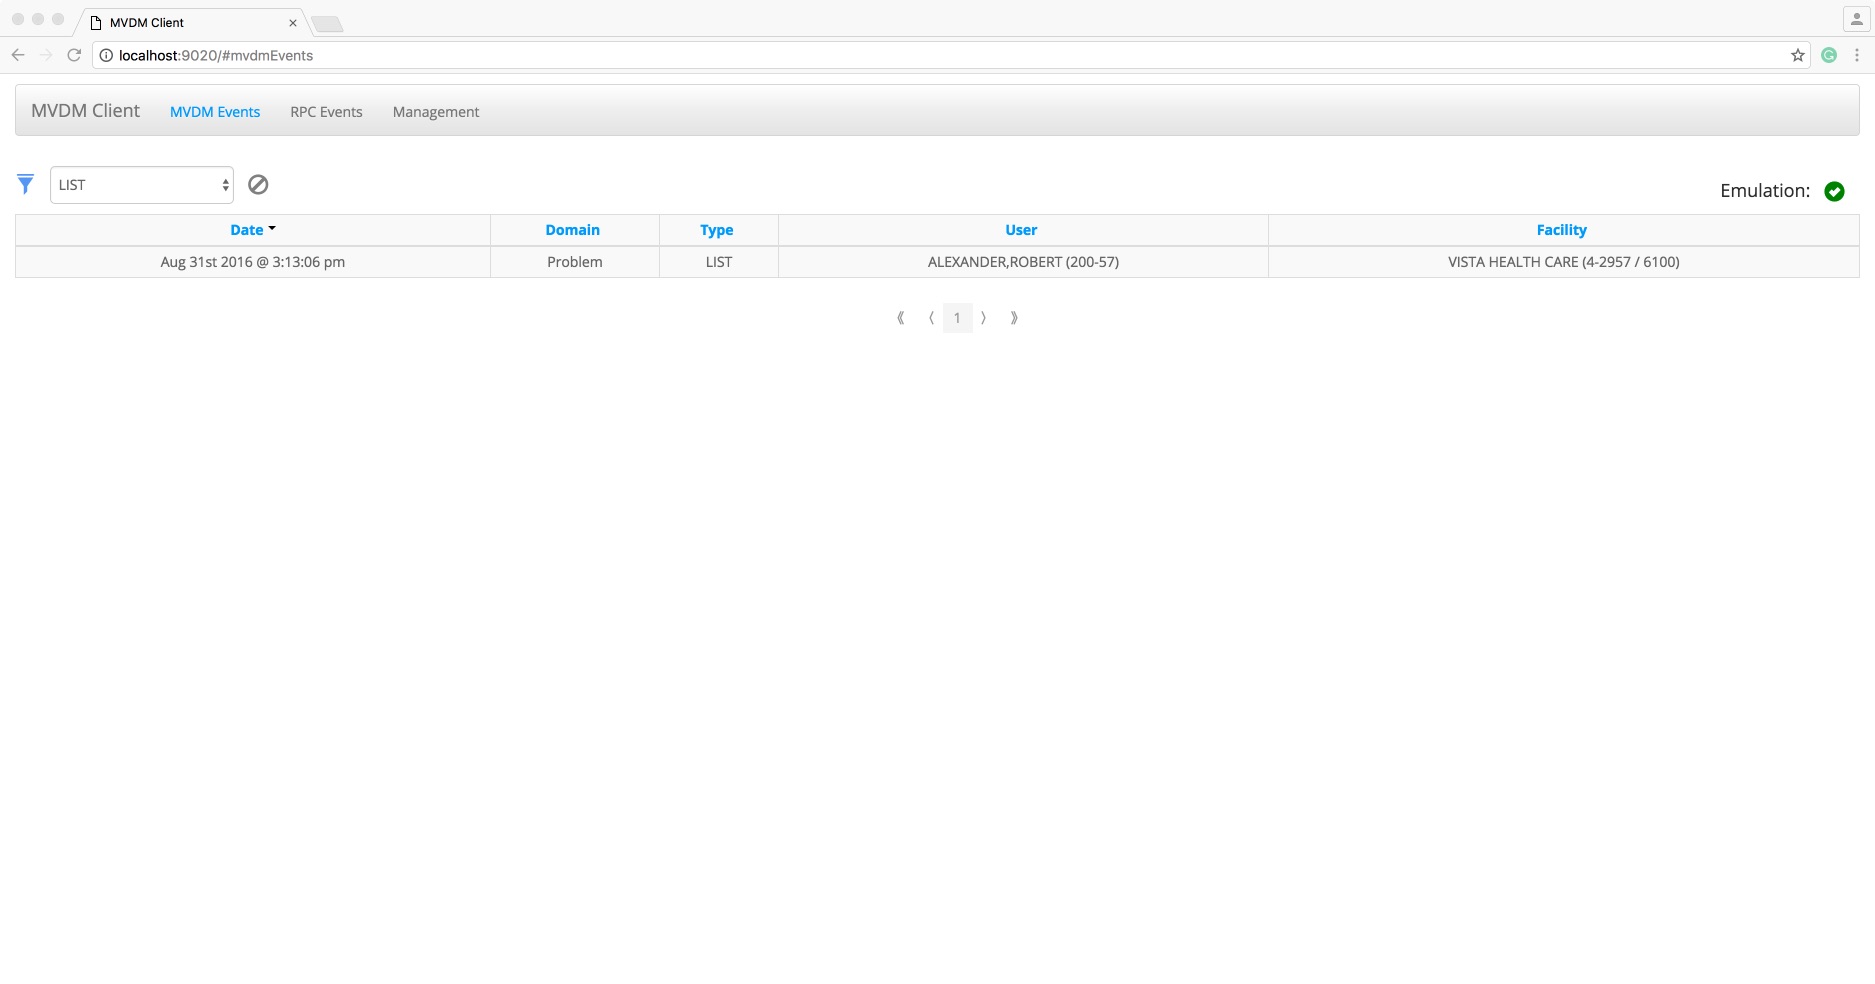 MVDM Client
localhost:9020/#mvdmEvents
MVDM Client MVDM Events RPC Events Management
LIST
Emulation:
Date Domain Type User Facility
Aug 31st 2016 @ 3:13:06 pm Problem LIST ALEXANDER,ROBERT (200-57) VISTA HEALTH CARE (4-2957 / 6100)
⟪ ⟨ 1 ⟩ ⟫